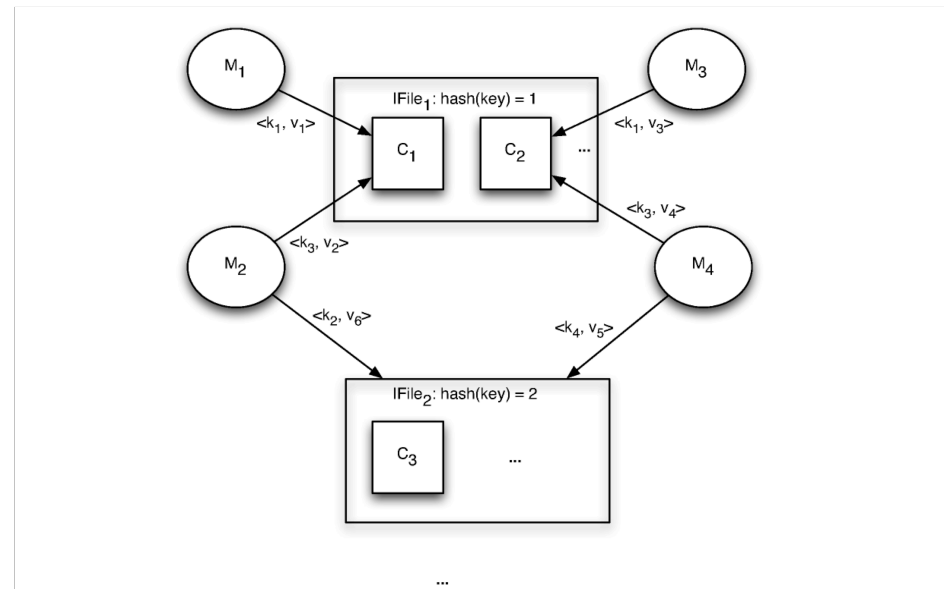 M₁
M₃
IFile₁: hash(key) = 1
<k₁, v₁>
<k₁, v₃>
C₁
C₂
...
<k₃, v₄>
<k₃, v₂>
M₂
M₄
<k₂, v₆>
<k₄, v₅>
IFile₂: hash(key) = 2
C₃
...
...